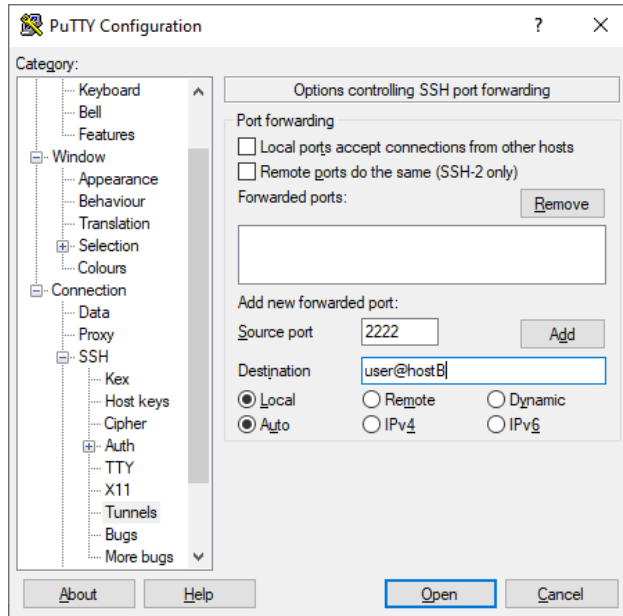 PuTTY Configuration
?
Category:
Keyboard
Bell
Features
Window
Appearance
Behaviour
Translation
Selection
Colours
Connection
Data
Proxy
SSH
Kex
Host keys
Cipher
Auth
TTY
X11
Tunnels
Bugs
More bugs
Options controlling SSH port forwarding
Port forwarding
Local ports accept connections from other hosts
Remote ports do the same (SSH-2 only)
Forwarded ports:
Remove
Add new forwarded port:
Source port 2222 Add
Destination user@hostB
Local Remote Dynamic
Auto IPv4 IPv6
About Help Open Cancel